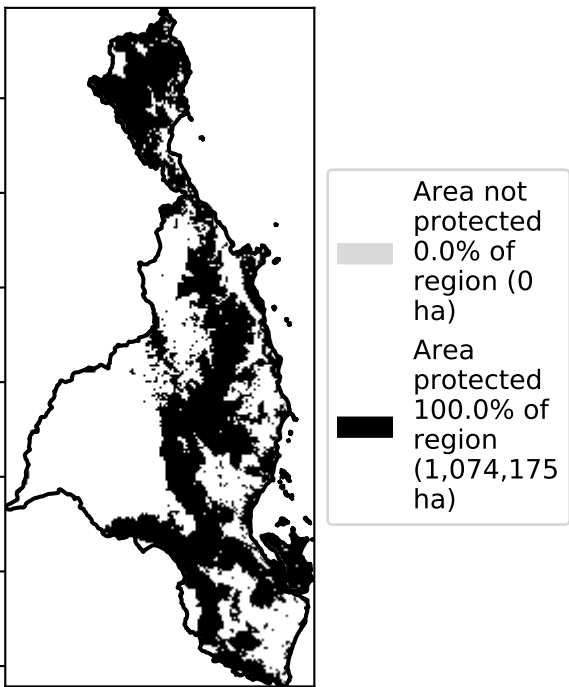 Area not
protected
0.0% of
region (0
ha)
Area
protected
100.0% of
region
(1,074,175
ha)